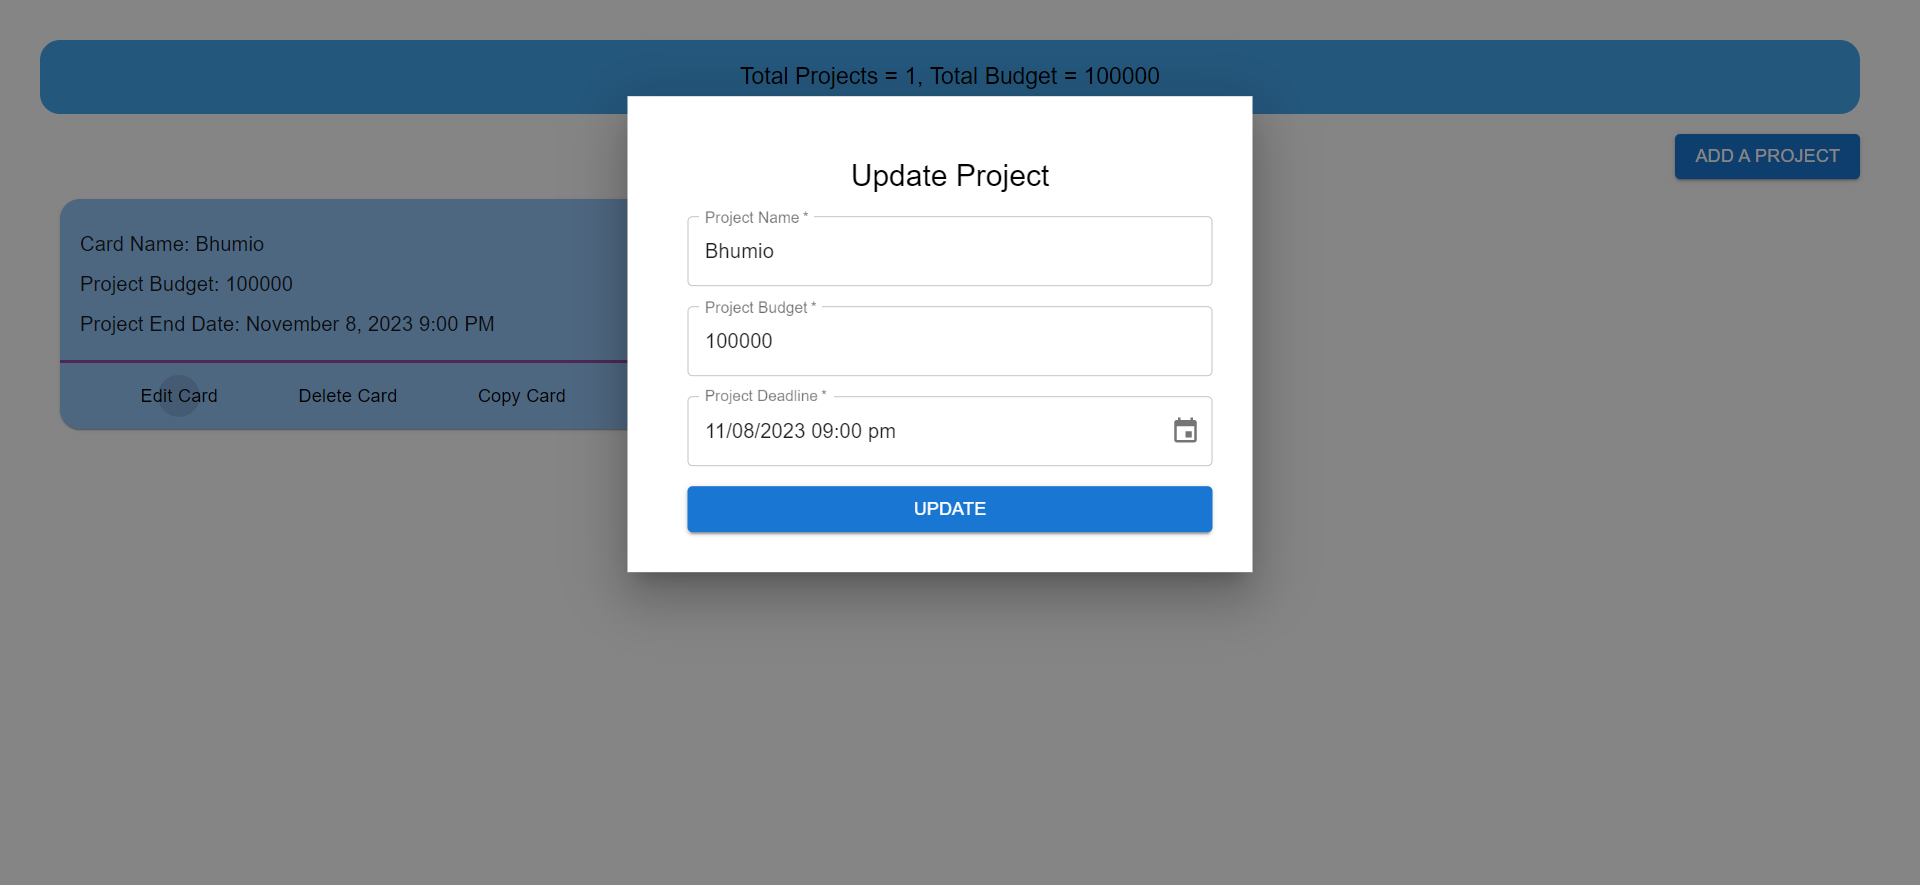 Total Projects = 1, Total Budget = 100000
ADD A PROJECT
Card Name: Bhumio
Project Budget: 100000
Project End Date: November 8, 2023 9:00 PM
Edit Card
Delete Card
Copy Card
Update Project
Project Name *
Bhumio
Project Budget *
100000
Project Deadline *
11/08/2023 09:00 pm
UPDATE